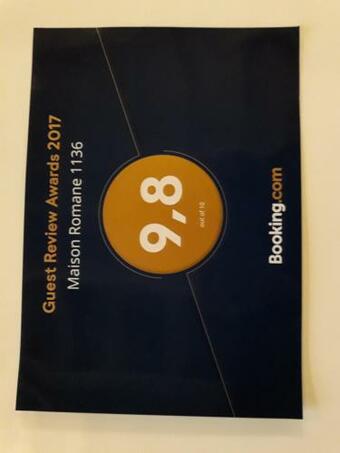 Guest Review Awards 2017
Maison Romane 1136
9,8
out of 10
Booking.com